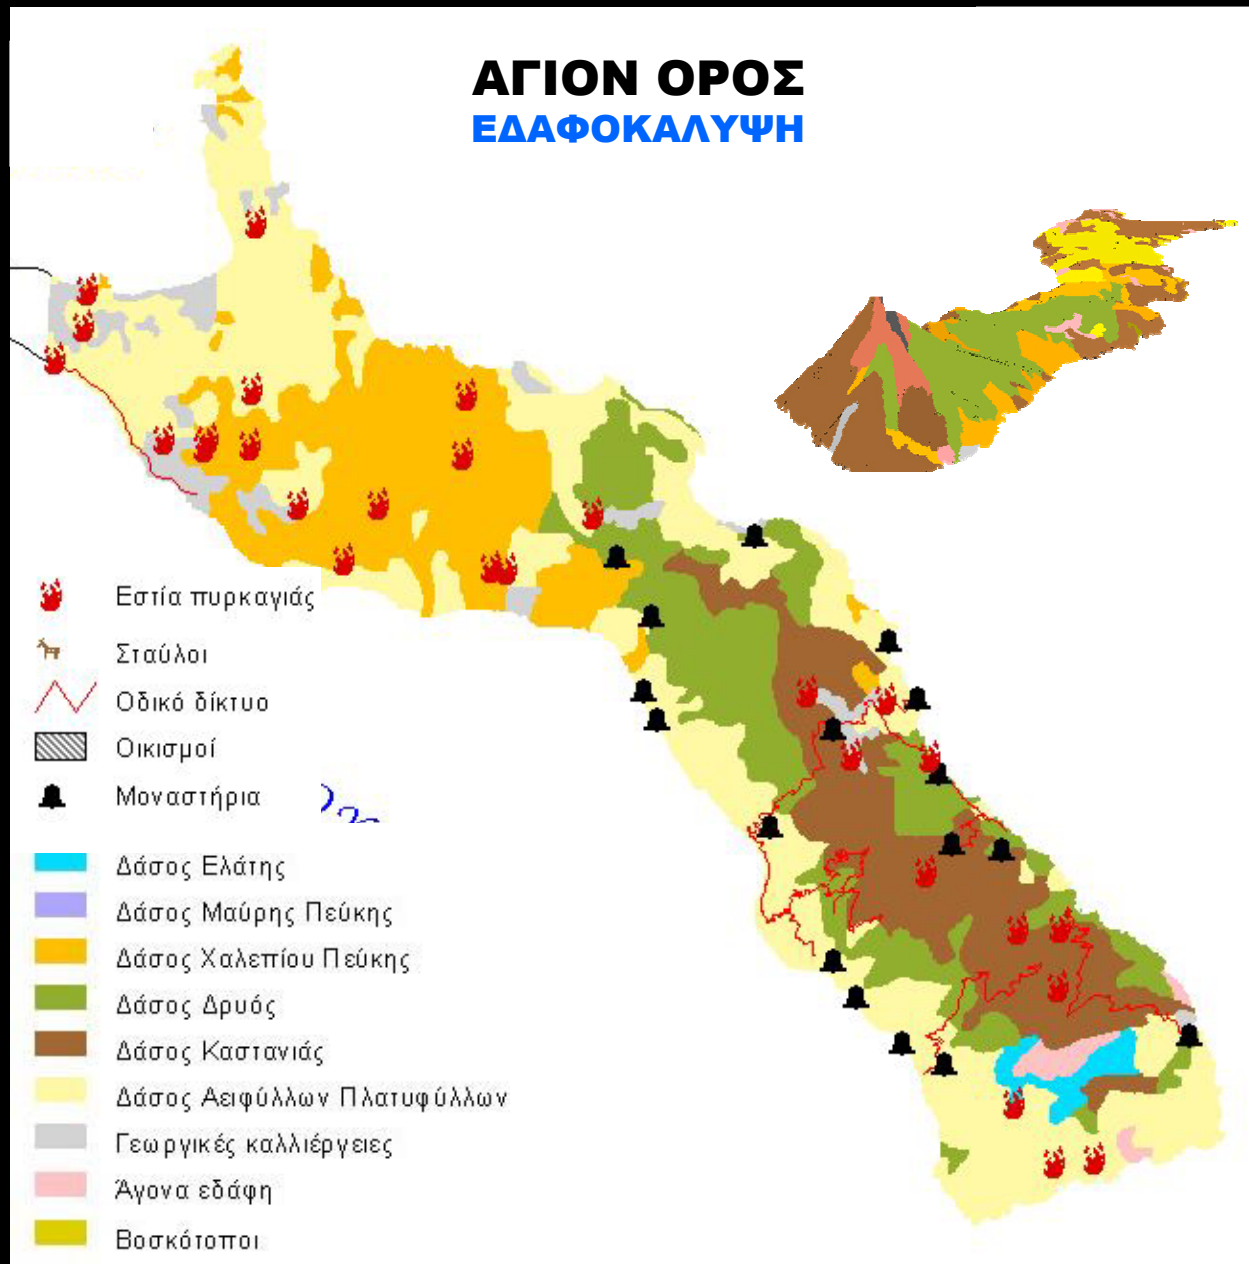 ΑΓΙΟΝ ΟΡΟΣ
ΕΔΑΦΟΚΑΛΥΨΗ
Εστία πυρκαγιάς
Σταύλοι
Οδικό δίκτυο
Οικισμοί
Μοναστήρια
Δάσος Ελάτης
Δάσος Μαύρης Πεύκης
Δάσος Χαλεπίου Πεύκης
Δάσος Δρυός
Δάσος Καστανιάς
Δάσος Αειφύλλων Πλατυφύλλων
Γεωργικές καλλιέργειες
Άγονα εδάφη
Βοσκότοποι